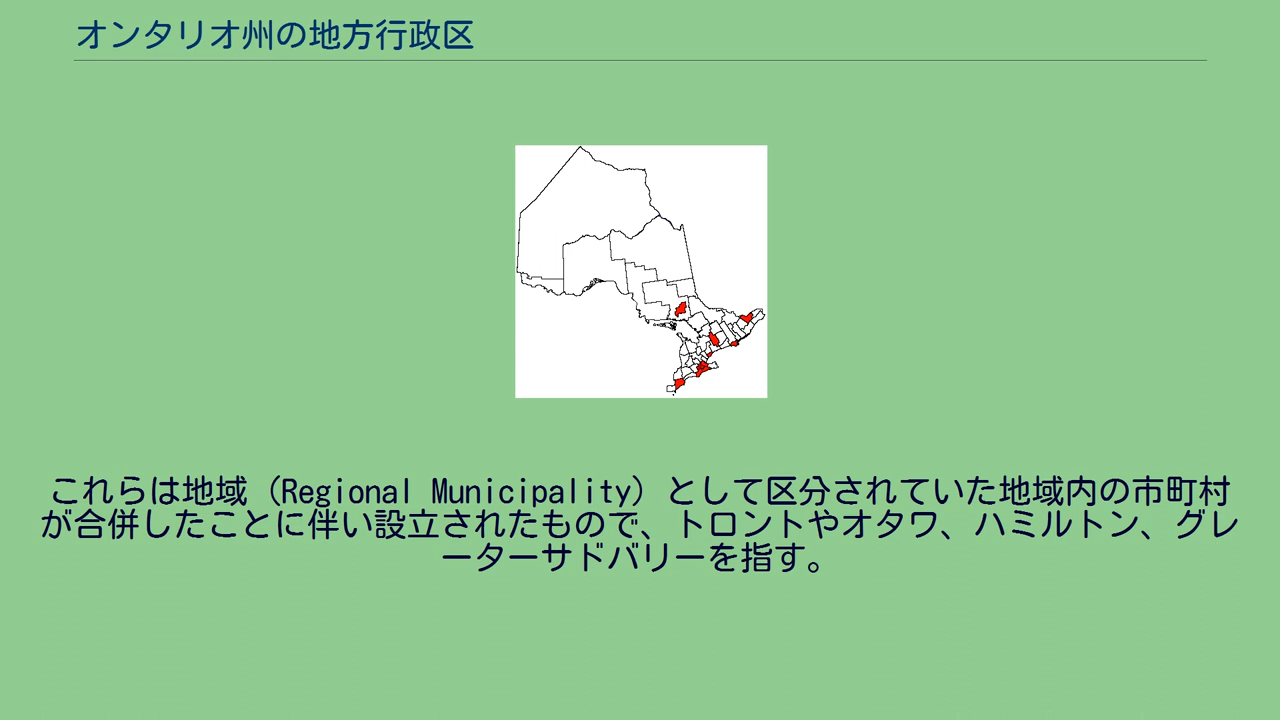 オンタリオ州の地方行政区
これらは地域（Regional Municipality）として区分されていた地域内の市町村
が合併したことに伴い設立されたもので、トロントやオタワ、ハミルトン、グレ
ーターサドバリーを指す。